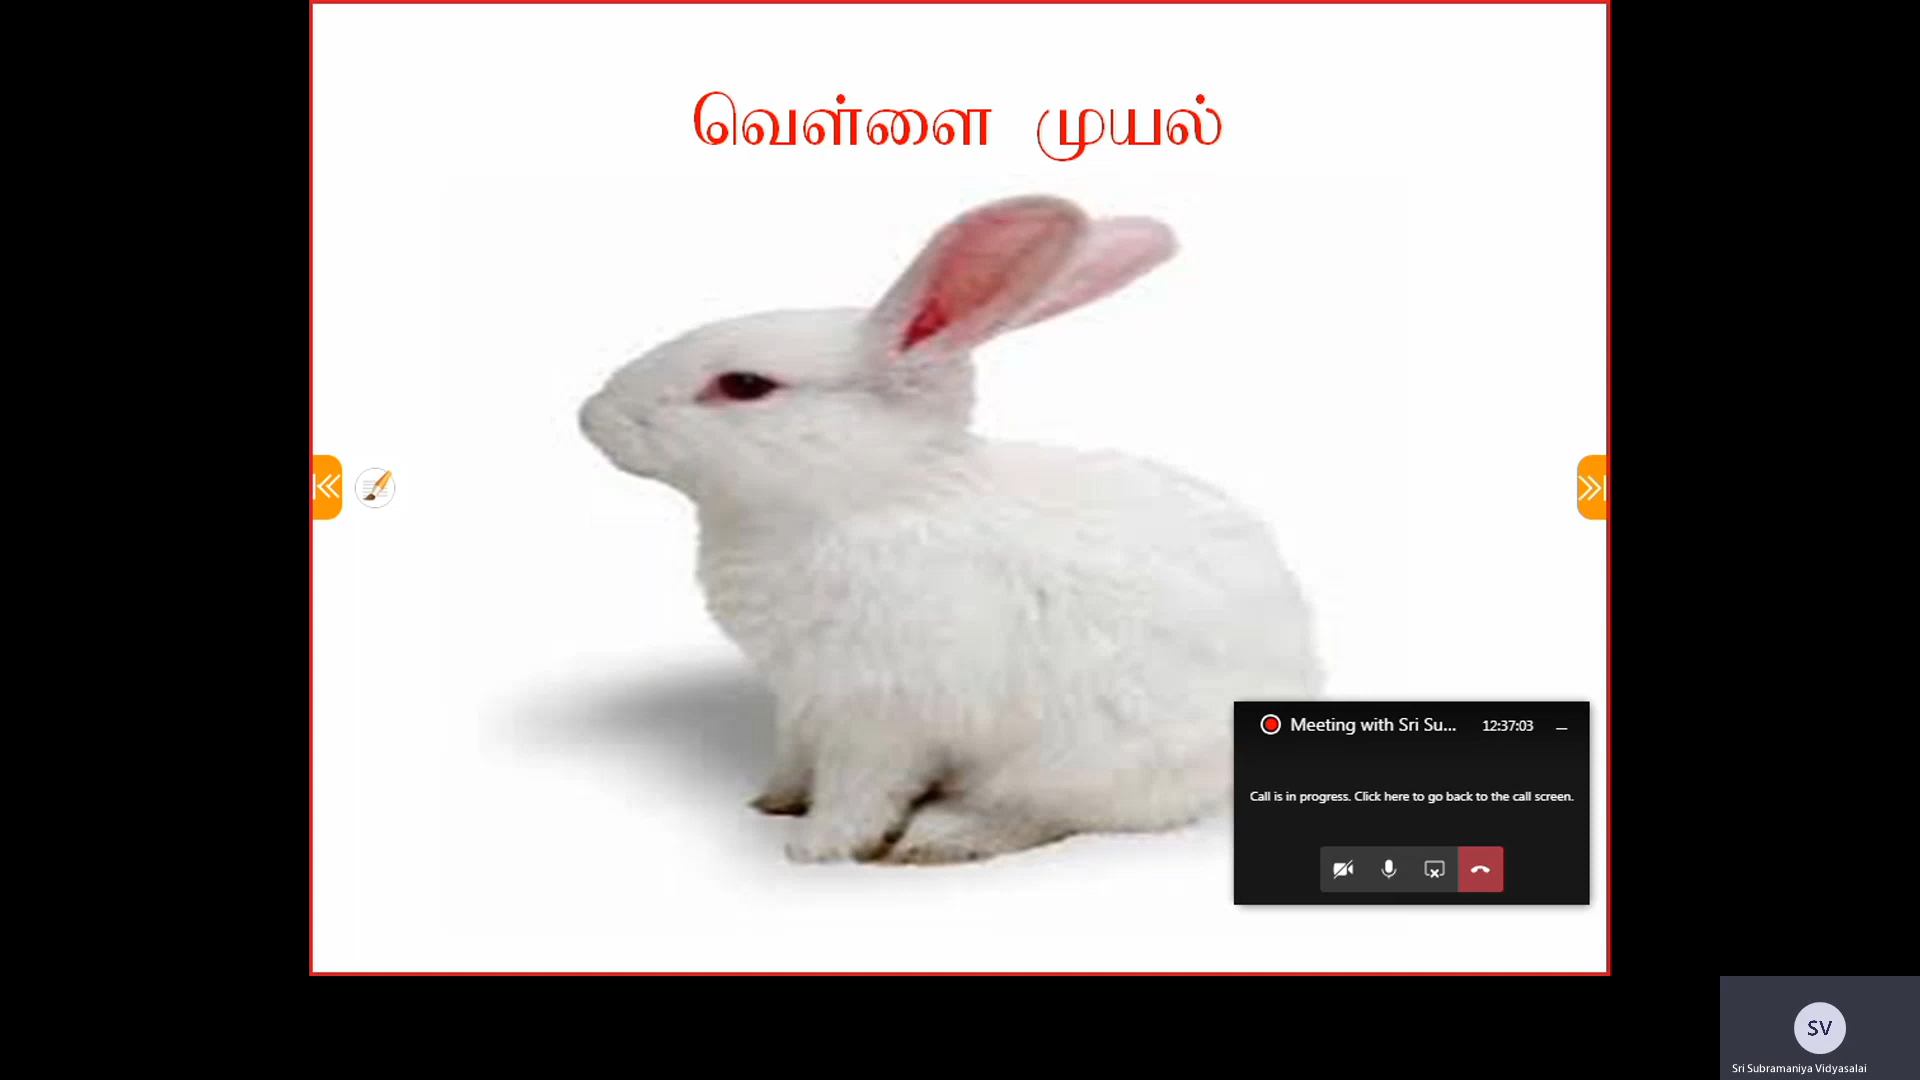 வெள்ளை முயல்
Meeting with Sri Su... 12:37:03
Call is in progress. Click here to go back to the call screen.
SV
Sri Subramaniya Vidyasalai